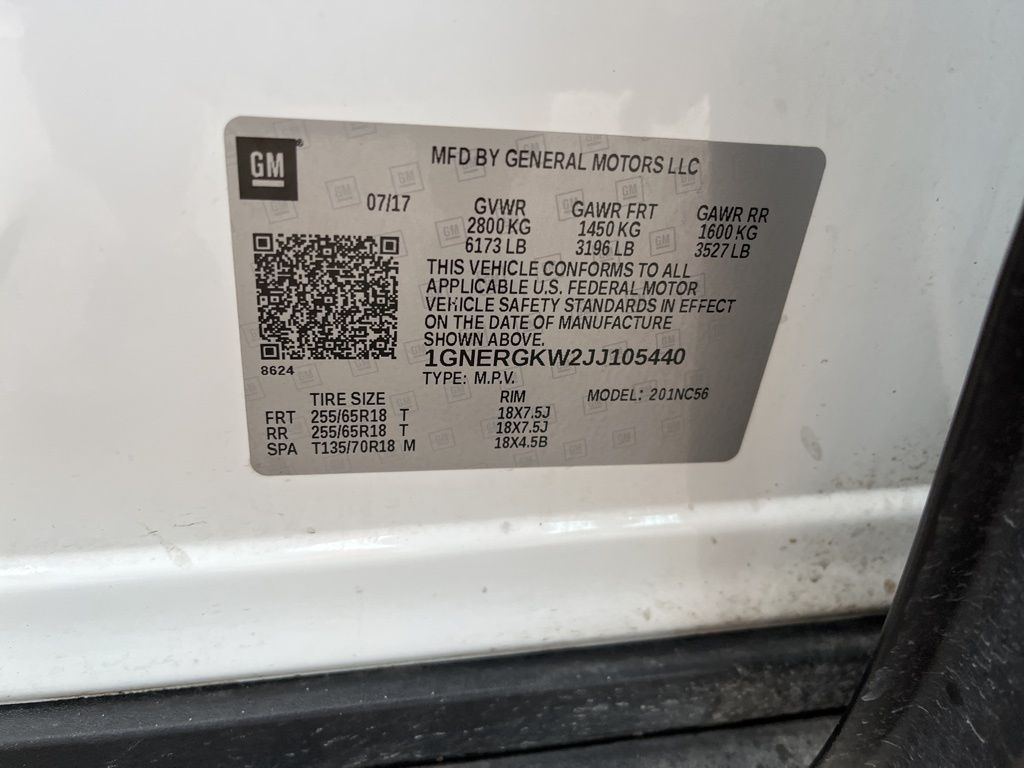 GM
MFD BY GENERAL MOTORS LLC
07/17
GVWR GAWR FRT GAWR RR
2800 KG 1450 KG 1600 KG
6173 LB 3196 LB 3527 LB
THIS VEHICLE CONFORMS TO ALL
APPLICABLE U.S. FEDERAL MOTOR
VEHICLE SAFETY STANDARDS IN EFFECT
ON THE DATE OF MANUFACTURE
SHOWN ABOVE.
1GNERGKW2JJ105440
8624
TYPE: M.P.V.
TIRE SIZE RIM MODEL: 201NC56
FRT 255/65R18 T 18X7.5J
RR 255/65R18 T 18X7.5J
SPA T135/70R18 M 18X4.5B